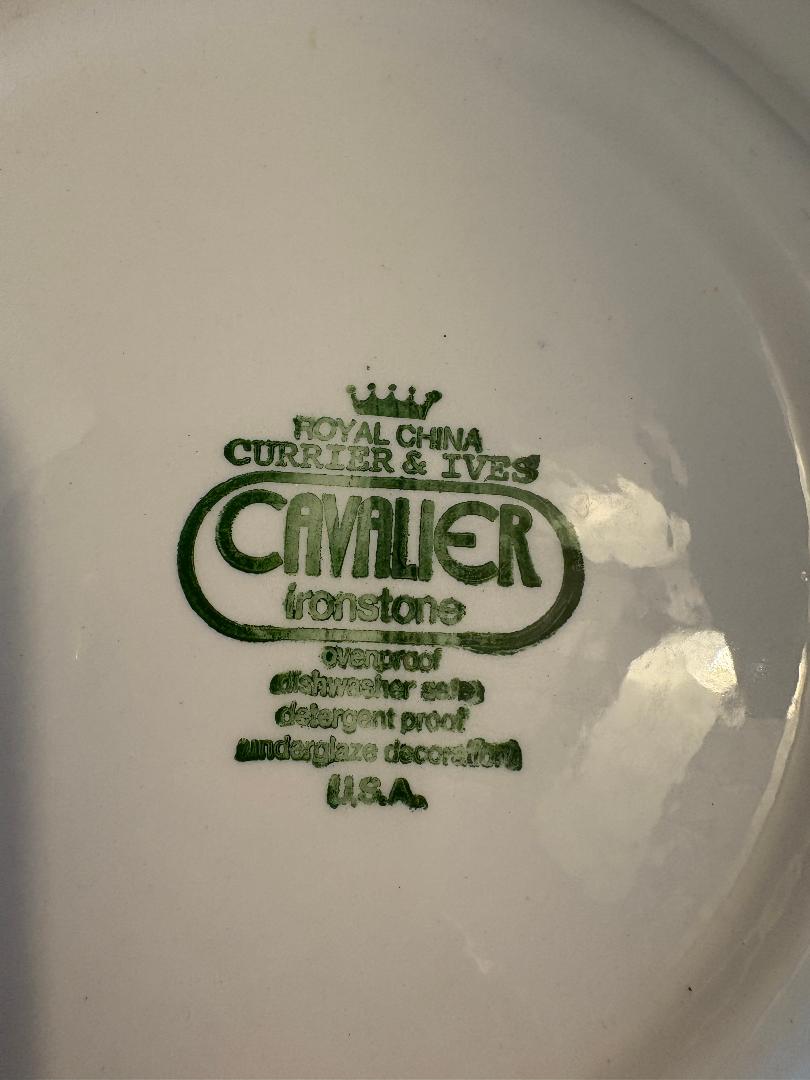 ROYAL CHINA
CURRIER & IVES
CAVALIER
ironstone
ovenproof
dishwasher safe
detergent proof
underglaze decoration
U.S.A.